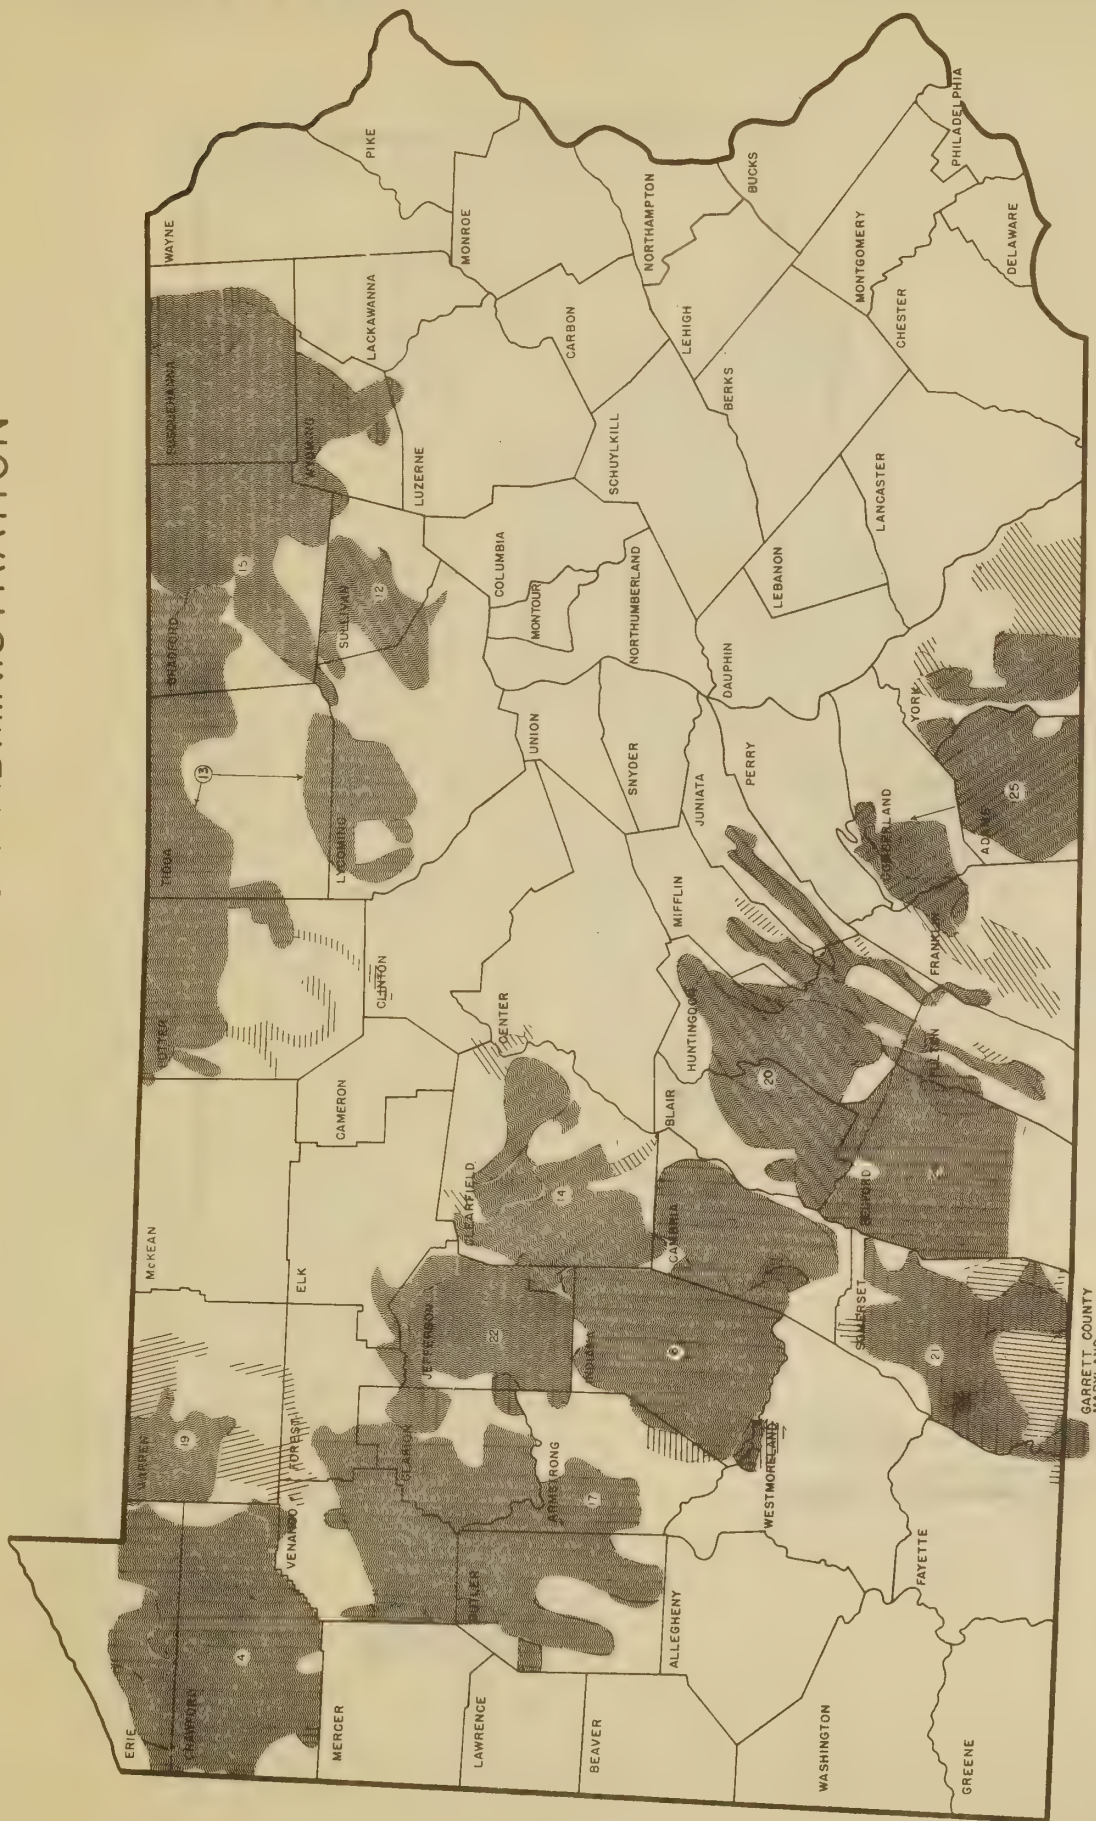 ADMINISTRATION
ERIE
CRAWFORD
4
WARREN
19
McKEAN
POTTER
TIOGA
13
BRADFORD
15
SUSQUEHANNA
WAYNE
PIKE
MERCER
VENANGO
FORREST
ELK
CAMERON
CLINTON
LYCOMING
SULLIVAN
12
WYOMING
LACKAWANNA
MONROE
LAWRENCE
BUTLER
CLARION
JEFFERSON
22
CLEARFIELD
14
CENTER
UNION
MONTOUR
COLUMBIA
LUZERNE
CARBON
NORTHAMPTON
BEAVER
ARMSTRONG
17
INDIANA
6
CAMBRIA
BLAIR
HUNTINGDON
20
MIFFLIN
SNYDER
JUNIATA
NORTHUMBERLAND
SCHUYLKILL
LEHIGH
BUCKS
ALLEGHENY
WESTMORELAND
PERRY
DAUPHIN
LEBANON
BERKS
MONTGOMERY
PHILADELPHIA
WASHINGTON
FAYETTE
SOMERSET
21
BEDFORD
FULTON
FRANKLIN
CUMBERLAND
ADAMS
25
YORK
LANCASTER
CHESTER
DELAWARE
GREENE
GARRETT COUNTY
MARYLAND